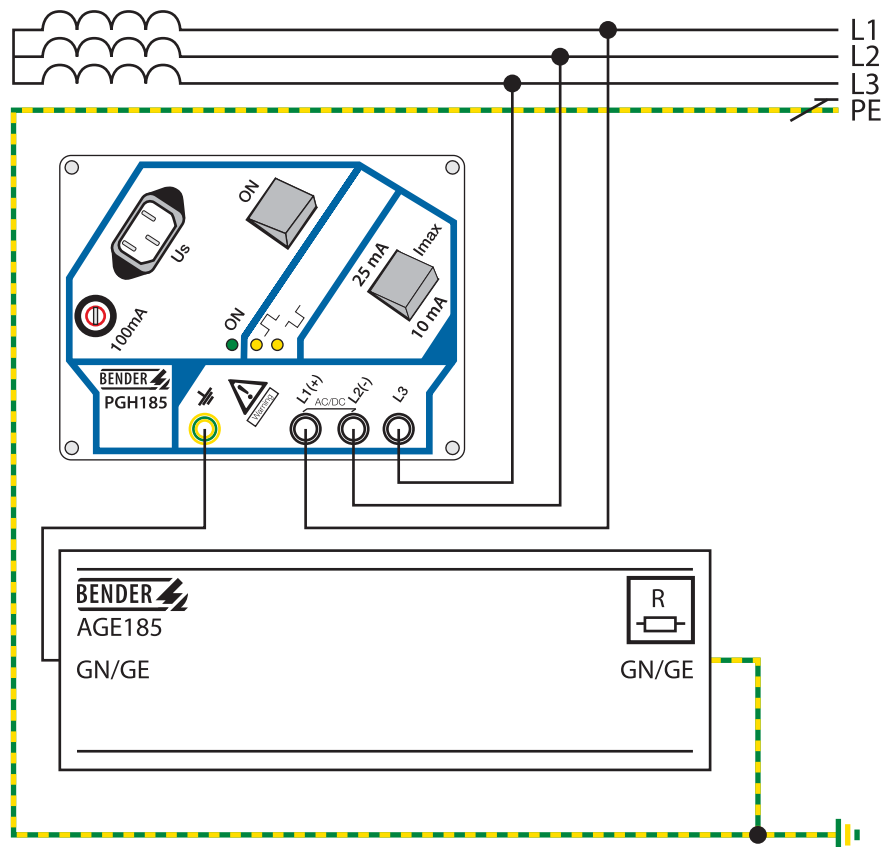 L1
L2
L3
PE
ON
Us
100mA
ON
25 mA
Imax
10 mA
BENDER
PGH185
Warning
L1(+)
AC/DC
L2(-)
L3
BENDER
AGE185
R
GN/GE
GN/GE